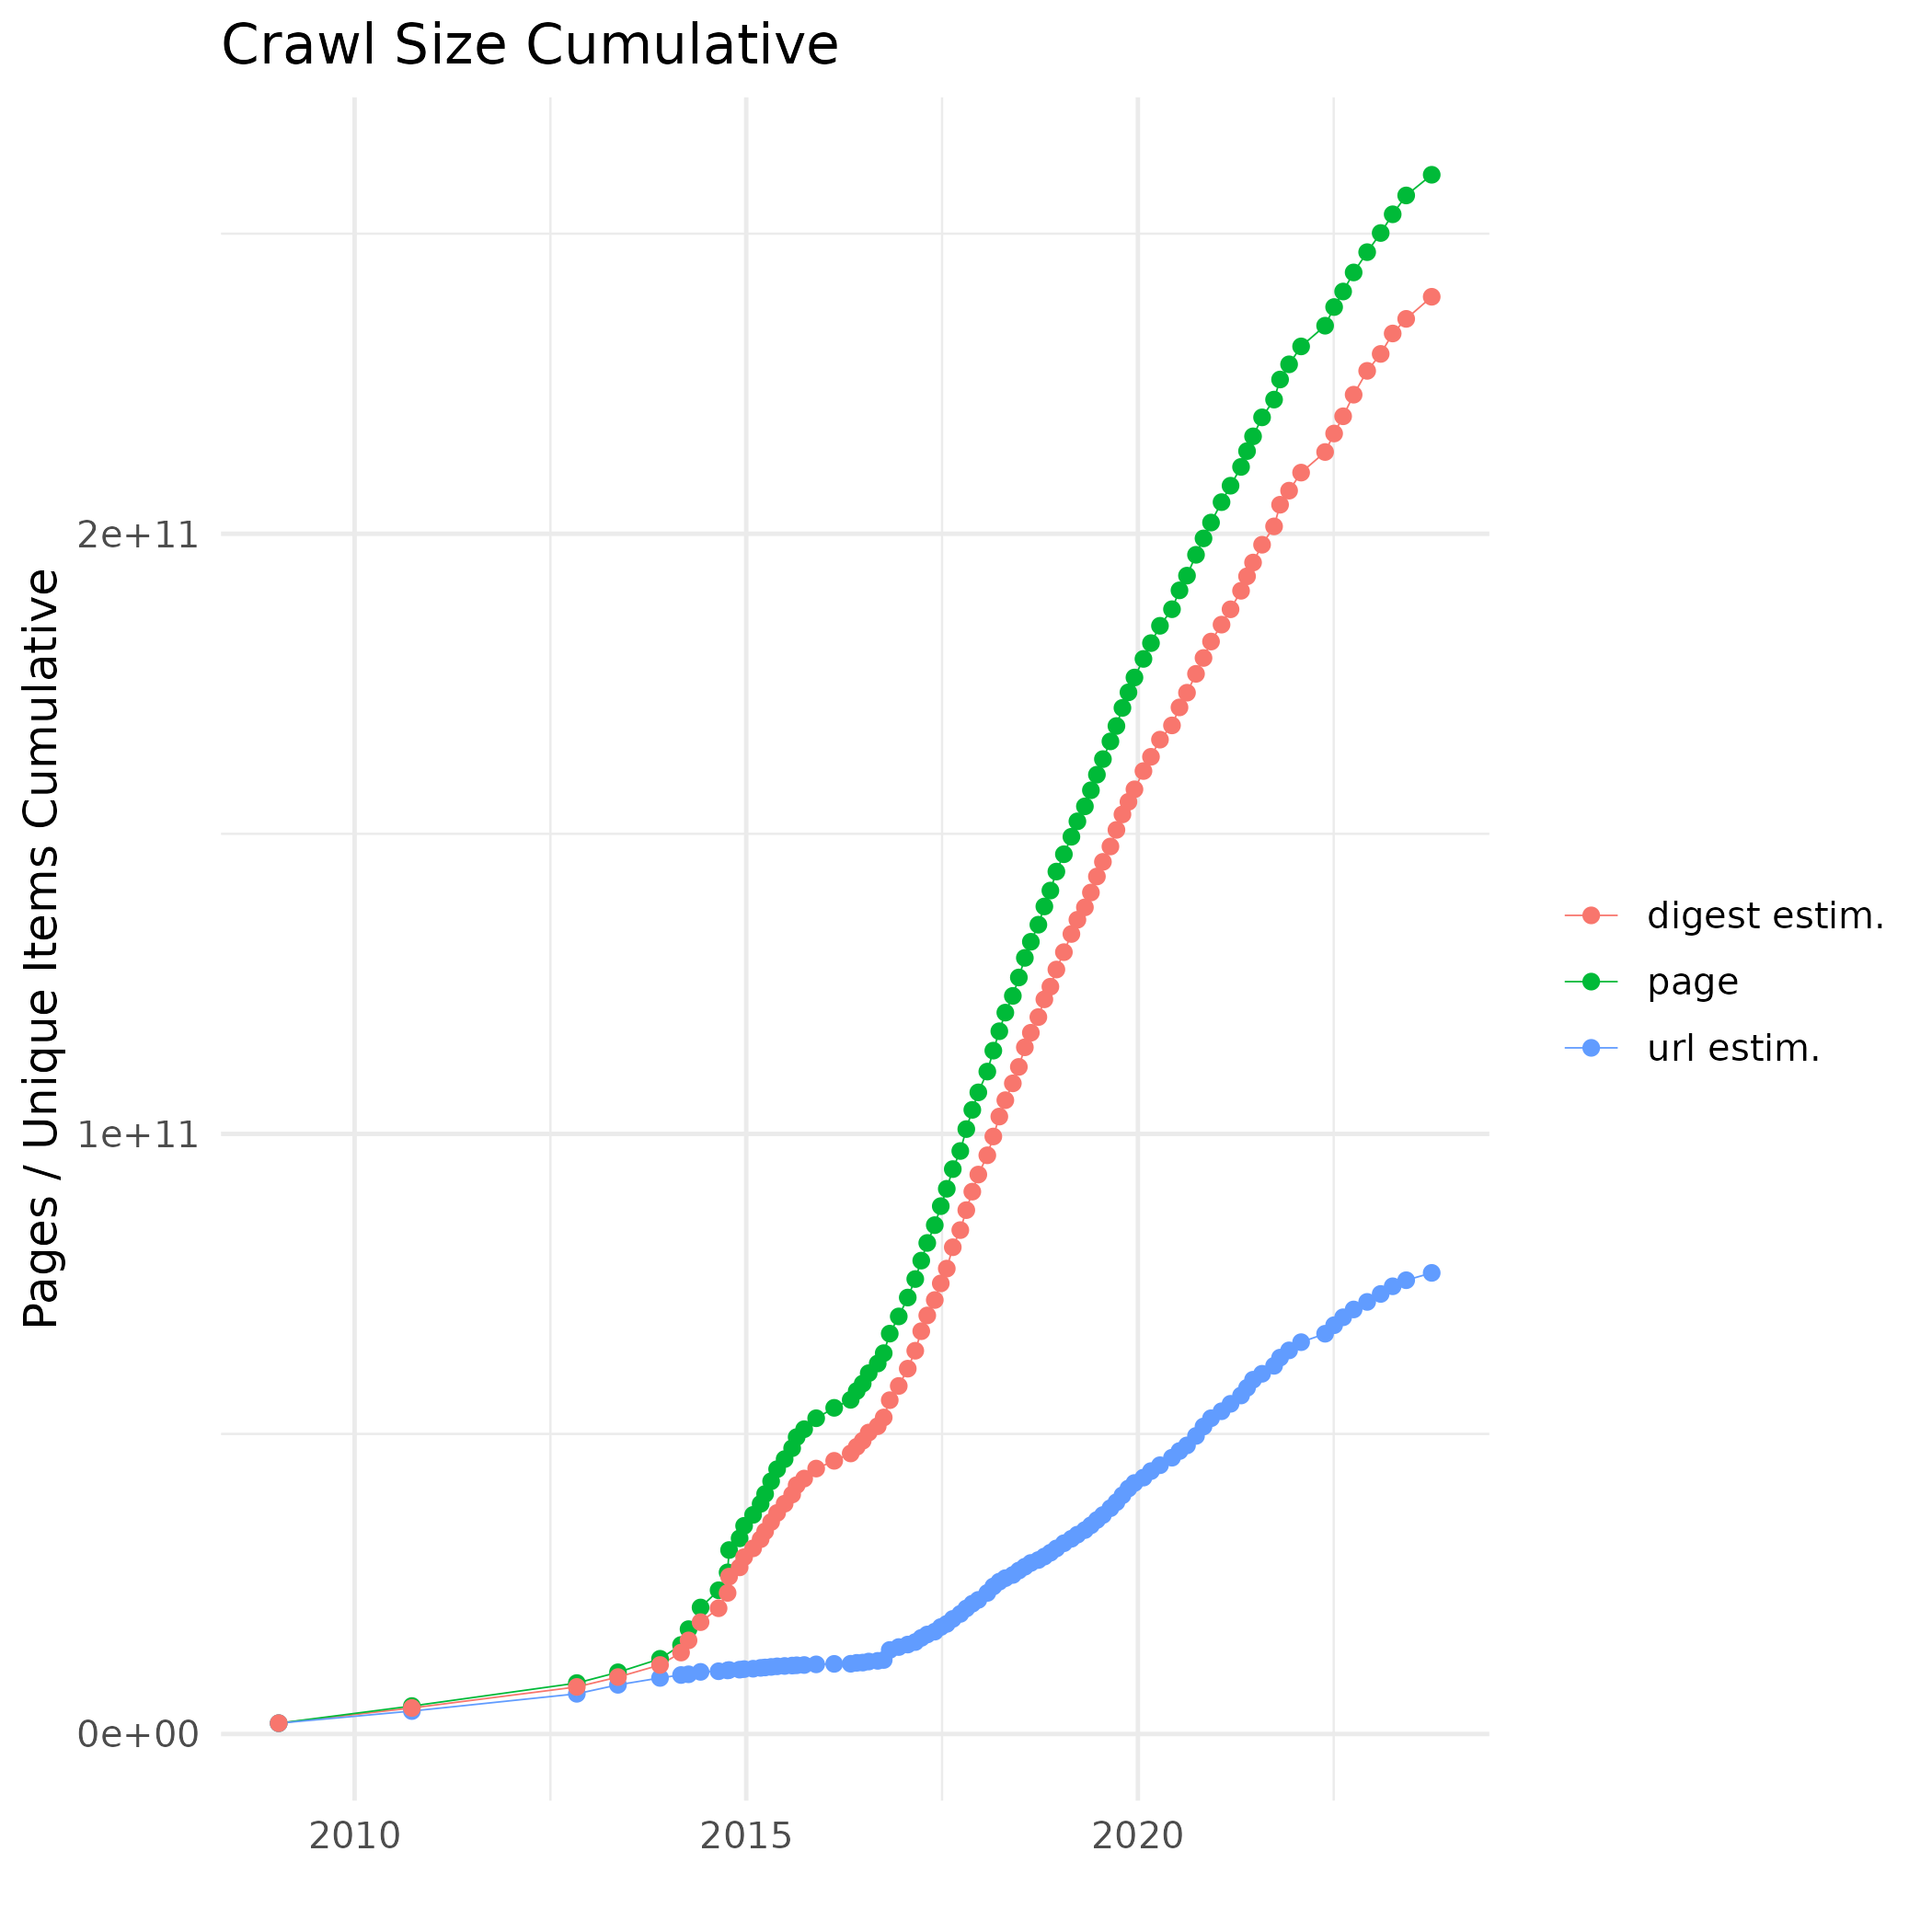 Crawl Size Cumulative
Pages / Unique Items Cumulative
2e+11
1e+11
0e+00
2010
2015
2020
digest estim.
page
url estim.